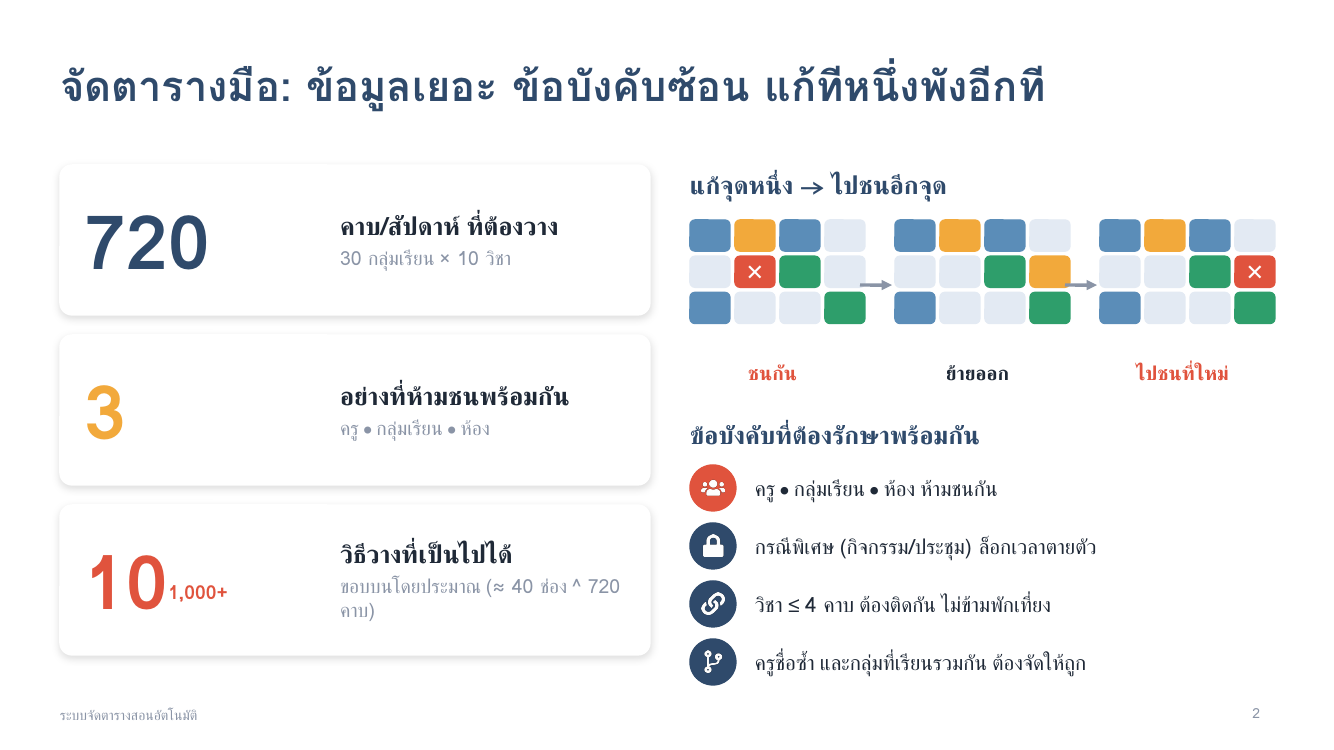 จัดตารางมือ: ข้อมูลเยอะ ข้อบังคับซ้อน แก้ทีหนึ่งพังอีกที
720
คาบ/สัปดาห์ ที่ต้องวาง
30 กลุ่มเรียน × 10 วิชา
3
อย่างที่ห้ามชนพร้อมกัน
ครู • กลุ่มเรียน • ห้อง
10 1,000+
วิธีวางที่เป็นไปได้
ขอบบนโดยประมาณ (≈ 40 ช่อง ^ 720
คาบ)
แก้จุดหนึ่ง → ไปชนอีกจุด
✕
✕
ชนกัน
ย้ายออก
ไปชนที่ใหม่
ข้อบังคับที่ต้องรักษาพร้อมกัน
ครู • กลุ่มเรียน • ห้อง ห้ามชนกัน
กรณีพิเศษ (กิจกรรม/ประชุม) ล็อกเวลาตายตัว
วิชา ≤ 4 คาบ ต้องติดกัน ไม่ข้ามพักเที่ยง
ครูชื่อซ้ำ และกลุ่มที่เรียนรวมกัน ต้องจัดให้ถูก
ระบบจัดตารางสอนอัตโนมัติ
2